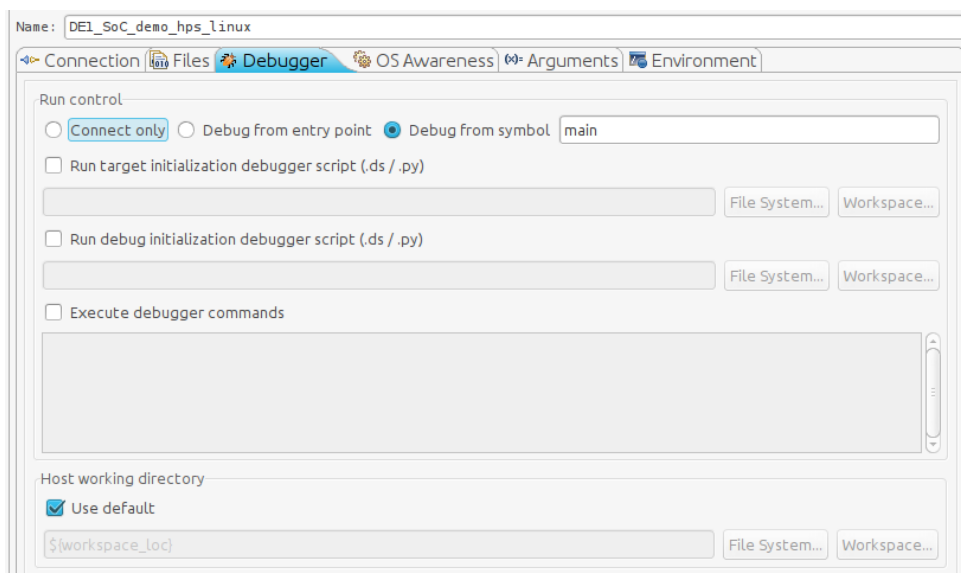 Name: DE1_SoC_demo_hps_linux
Connection Files Debugger OS Awareness (x)= Arguments Environment
Run control
Connect only Debug from entry point Debug from symbol main
Run target initialization debugger script (.ds / .py)
File System... Workspace...
Run debug initialization debugger script (.ds / .py)
File System... Workspace...
Execute debugger commands
Host working directory
Use default
${workspace_loc} File System... Workspace...